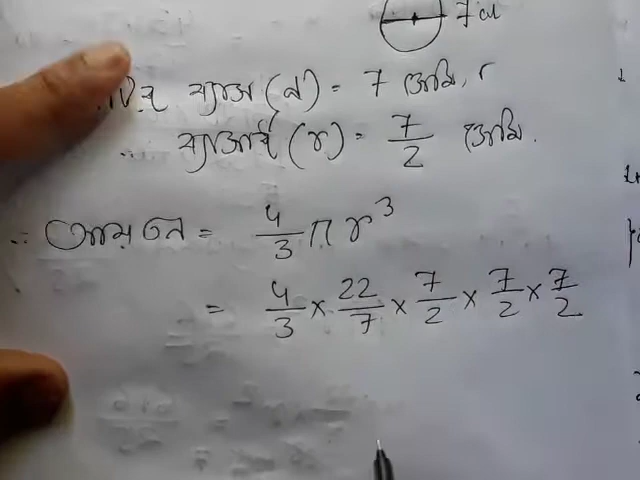 7 cm
ব্যাস (d) = 7 সেমি,
∴ ব্যাসার্ধ (r) = 7/2 সেমি.
∴ আয়তন = 4/3 π r³
= 4/3 × 22/7 × 7/2 × 7/2 × 7/2